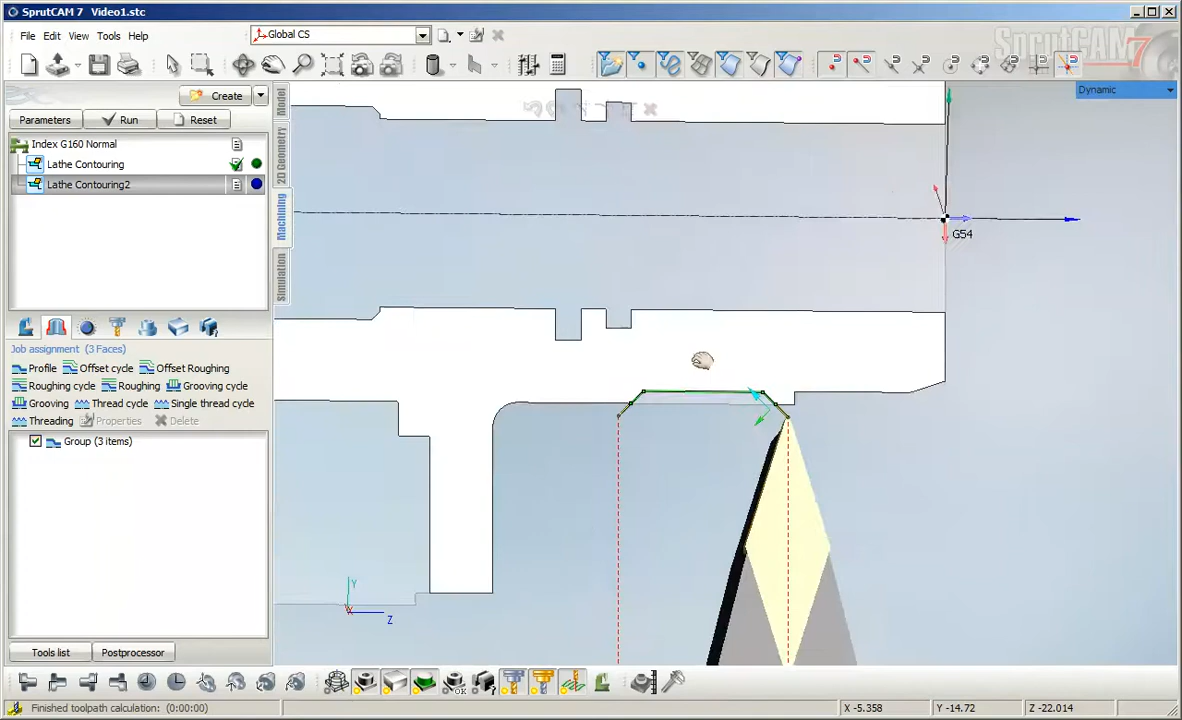 SprutCAM 7 Video1.stc
File Edit View Tools Help
Global CS
SprutCAM 7
Create
Parameters Run Reset
Index G160 Normal
Lathe Contouring
Lathe Contouring2
Model
2D Geometry
Machining
Simulation
Dynamic
G54
Job assignment (3 Faces)
Profile Offset cycle Offset Roughing
Roughing cycle Roughing Grooving cycle
Grooving Thread cycle Single thread cycle
Threading Properties Delete
Group (3 items)
Y
X
Z
Tools list Postprocessor
OK
Finished toolpath calculation: (0:00:00) X -5.358 Y -14.72 Z -22.014